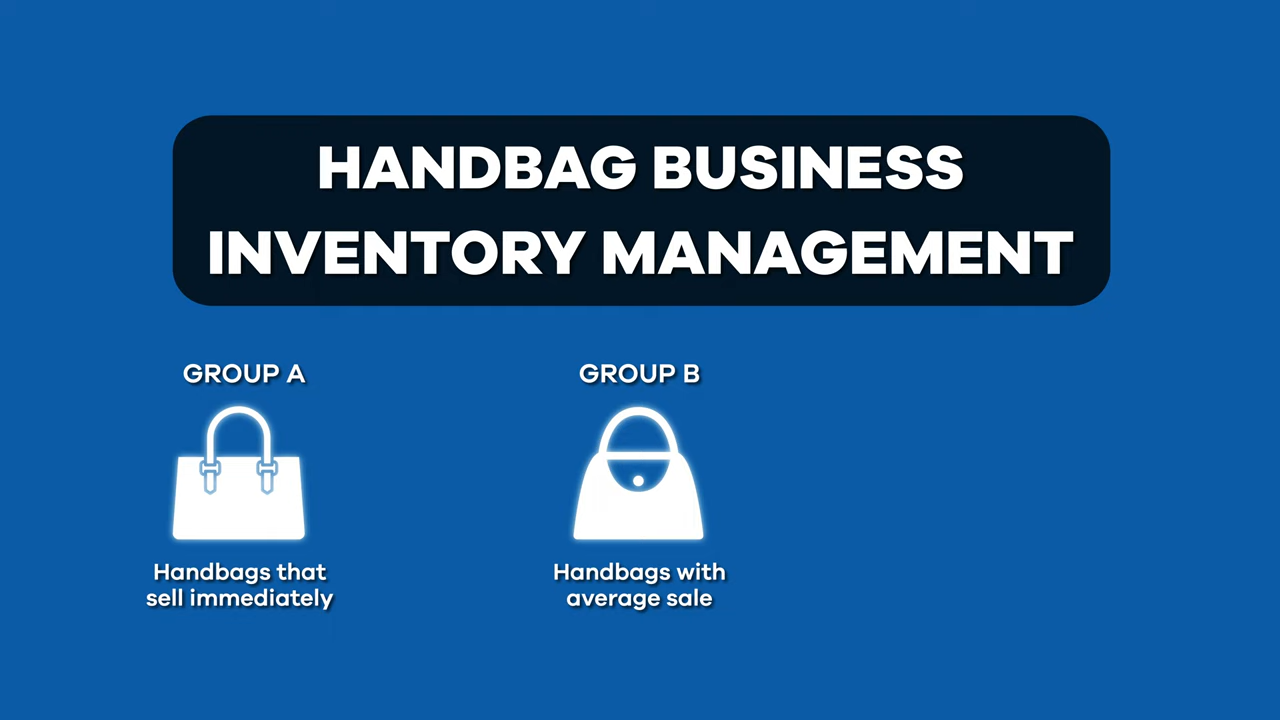 HANDBAG BUSINESS
INVENTORY MANAGEMENT
GROUP A
Handbags that
sell immediately
GROUP B
Handbags with
average sale